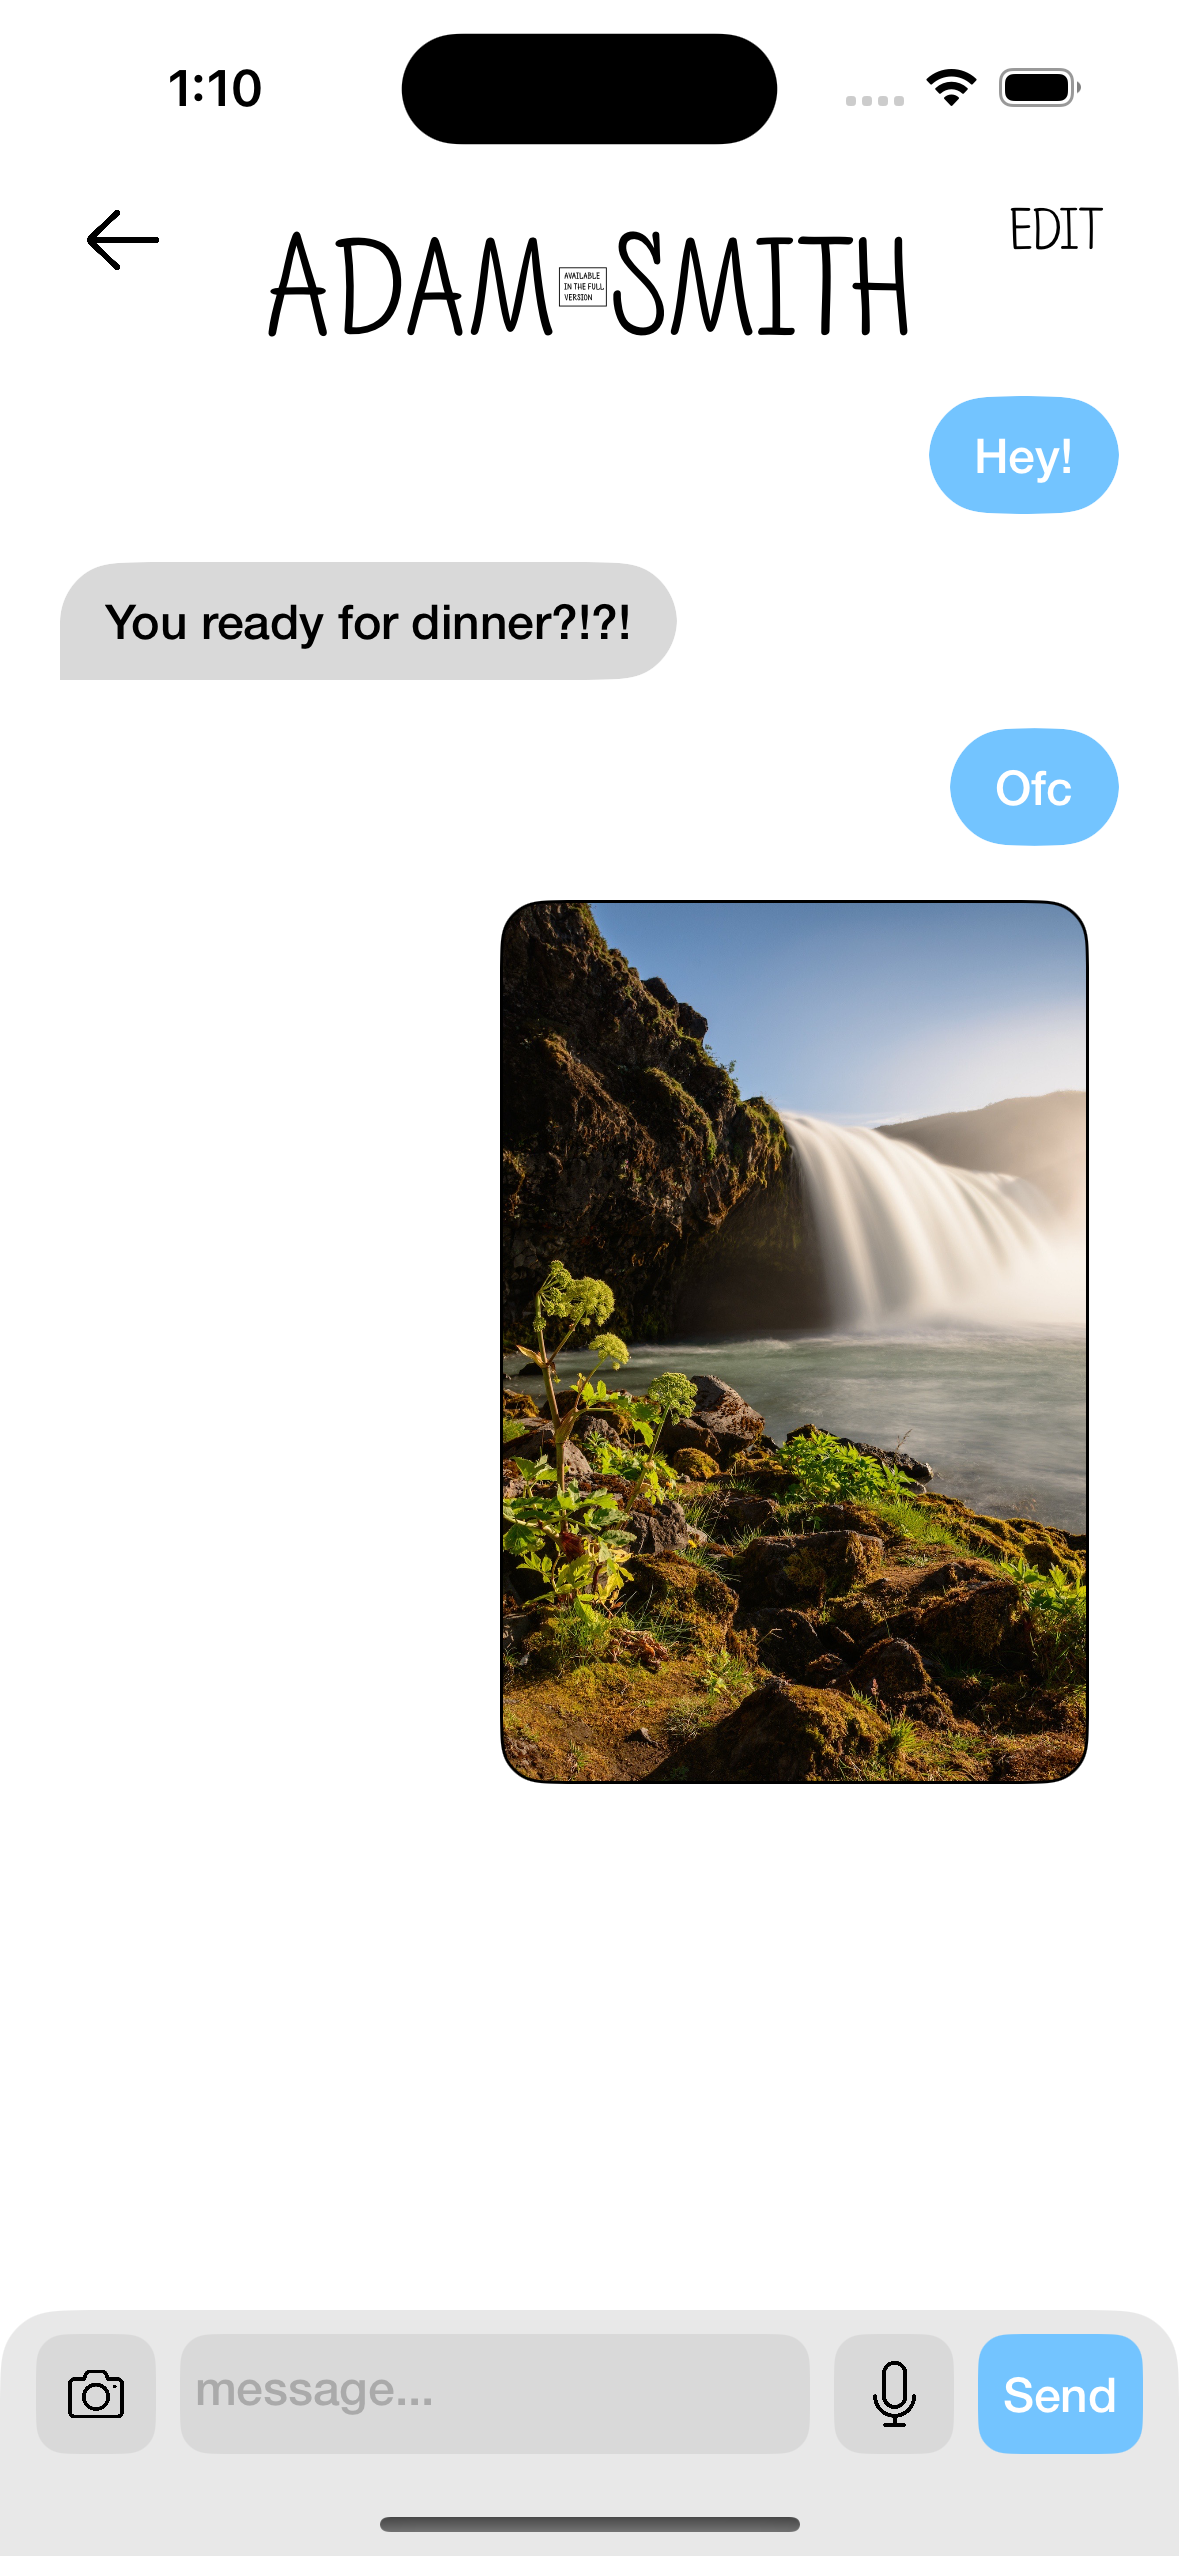 1:10
EDIT
ADAM SMITH
AVAILABLE
IN THE FULL
VERSION
Hey!
You ready for dinner?!?!
Ofc
message...
Send